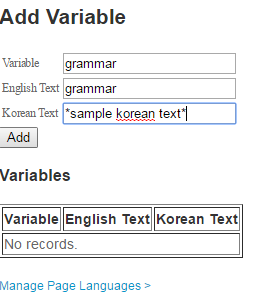 Add Variable
Variable grammar
English Text grammar
Korean Text *sample korean text*
Add
Variables
Variable English Text Korean Text
No records.
Manage Page Languages >